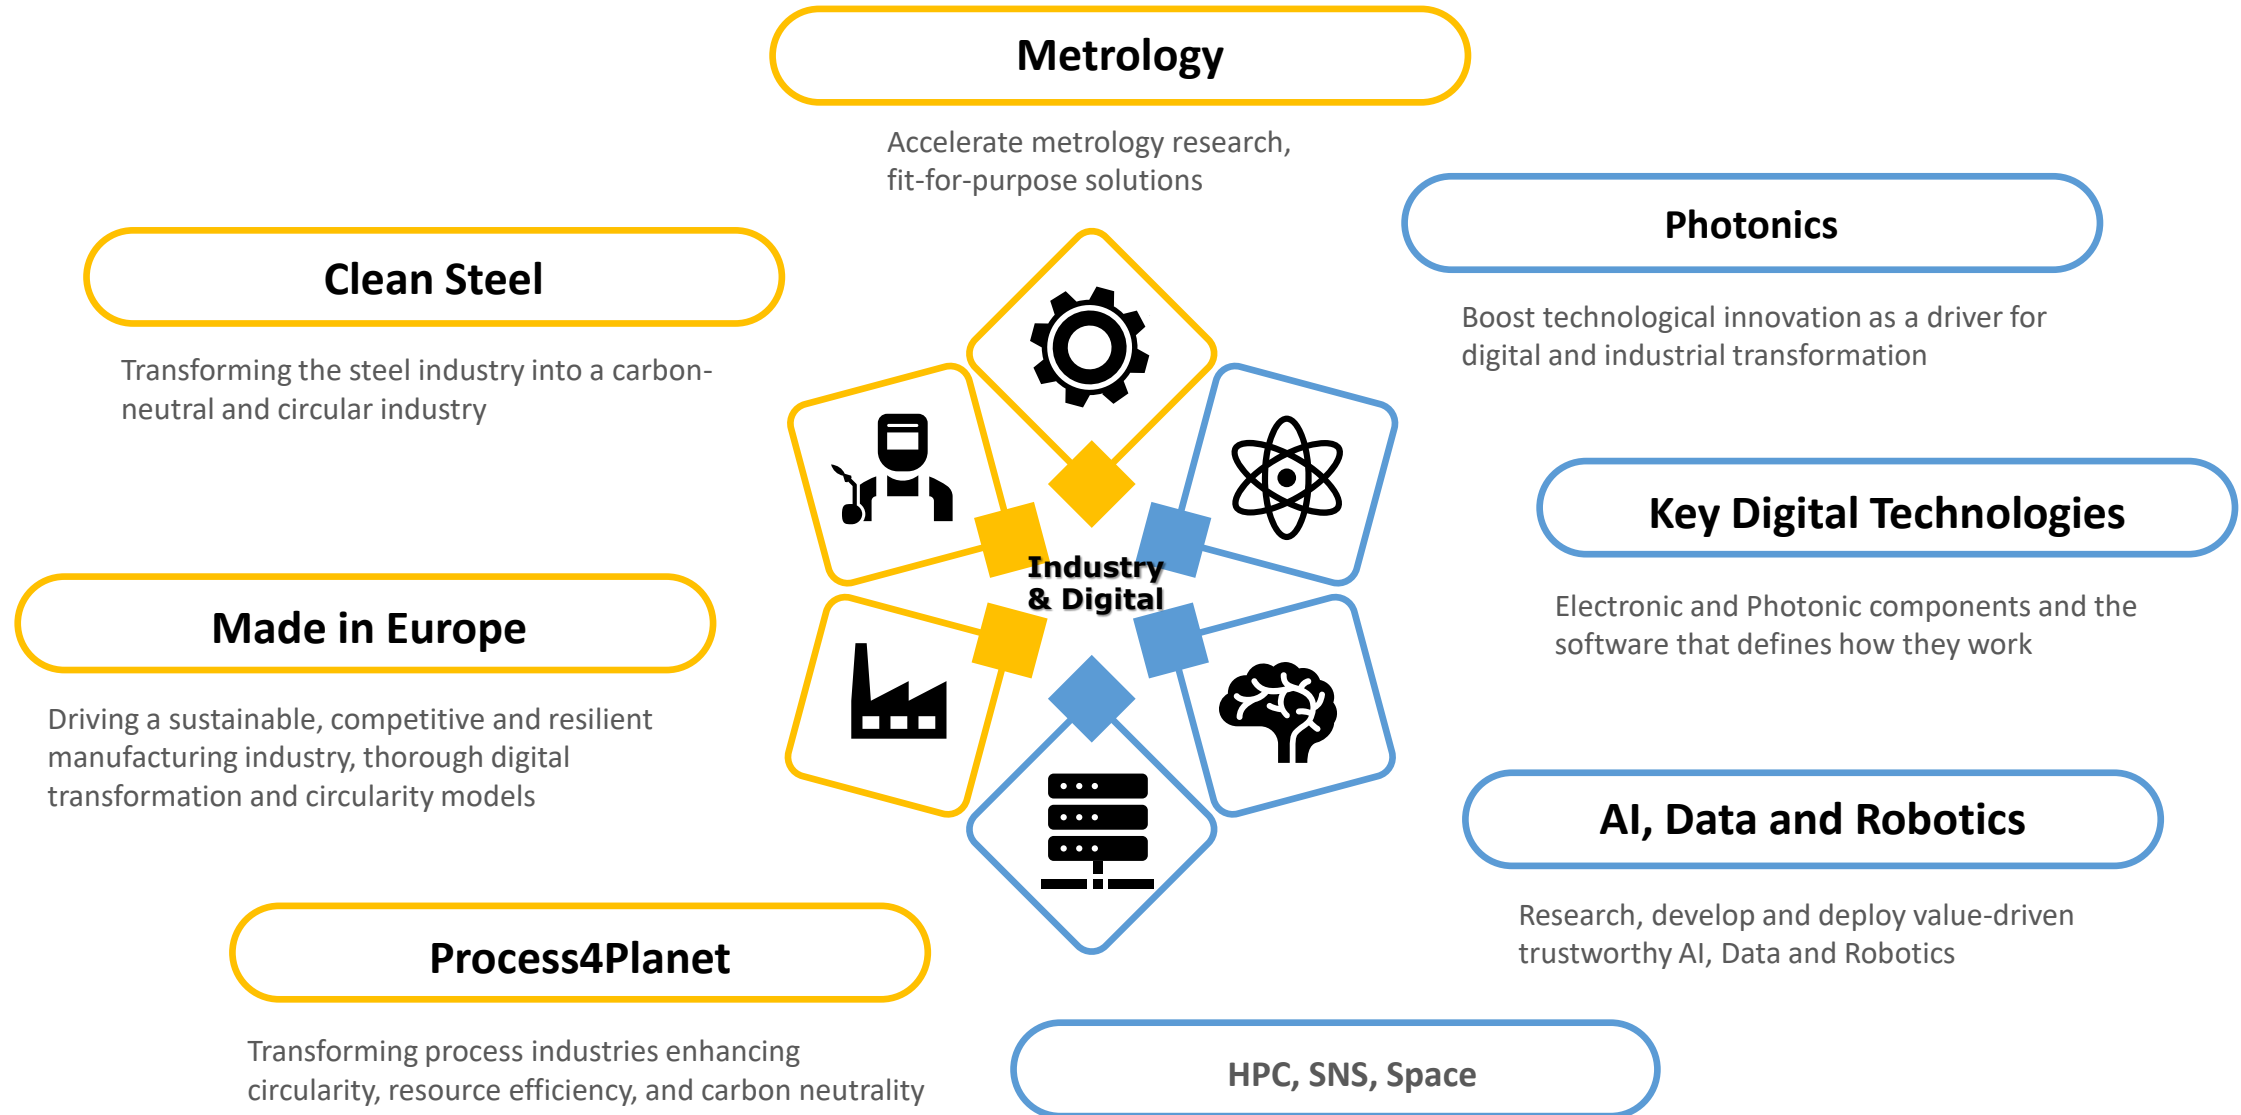 Metrology
Accelerate metrology research,
fit-for-purpose solutions
Photonics
Boost technological innovation as a driver for
digital and industrial transformation
Clean Steel
Transforming the steel industry into a carbon-
neutral and circular industry
Key Digital Technologies
Electronic and Photonic components and the
software that defines how they work
Industry
& Digital
Made in Europe
Driving a sustainable, competitive and resilient
manufacturing industry, thorough digital
transformation and circularity models
AI, Data and Robotics
Research, develop and deploy value-driven
trustworthy AI, Data and Robotics
Process4Planet
Transforming process industries enhancing
circularity, resource efficiency, and carbon neutrality
HPC, SNS, Space